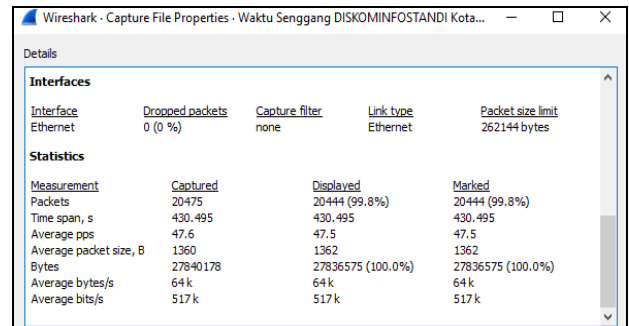 Wireshark · Capture File Properties · Waktu Senggang DISKOMINFOSTANDI Kota...
Details
Interfaces
Interface Dropped packets Capture filter Link type Packet size limit
Ethernet 0 (0 %) none Ethernet 262144 bytes
Statistics
Measurement Captured Displayed Marked
Packets 20475 20444 (99.8%) 20444 (99.8%)
Time span, s 430.495 430.495 430.495
Average pps 47.6 47.5 47.5
Average packet size, B 1360 1362 1362
Bytes 27840178 27836575 (100.0%) 27836575 (100.0%)
Average bytes/s 64 k 64 k 64 k
Average bits/s 517 k 517 k 517 k